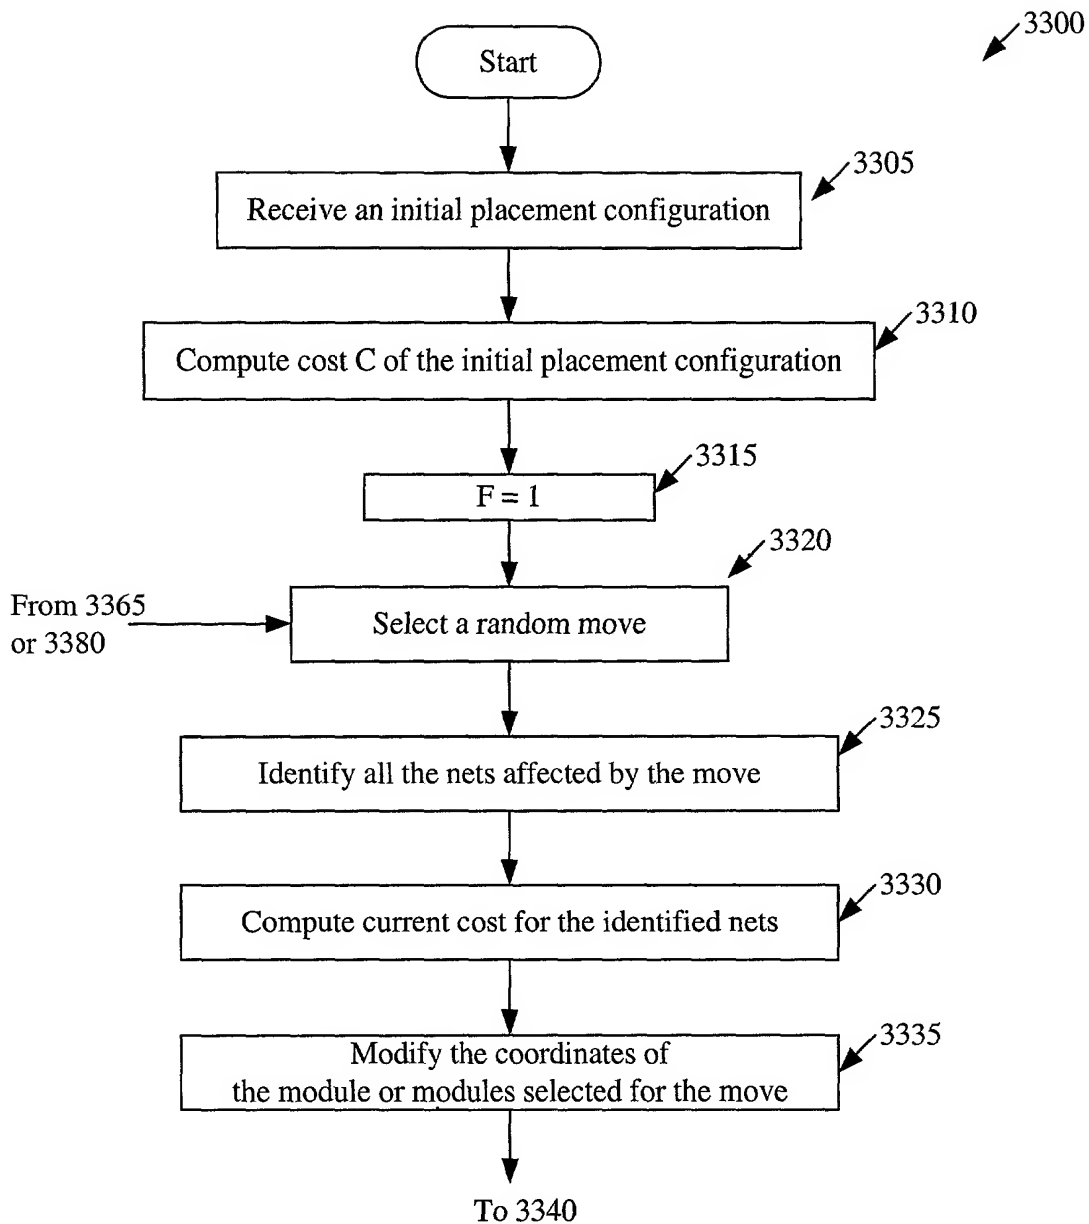 3300
Start
3305
Receive an initial placement configuration
3310
Compute cost C of the initial placement configuration
3315
F = 1
3320
From 3365
or 3380
Select a random move
3325
Identify all the nets affected by the move
3330
Compute current cost for the identified nets
3335
Modify the coordinates of
the module or modules selected for the move
To 3340